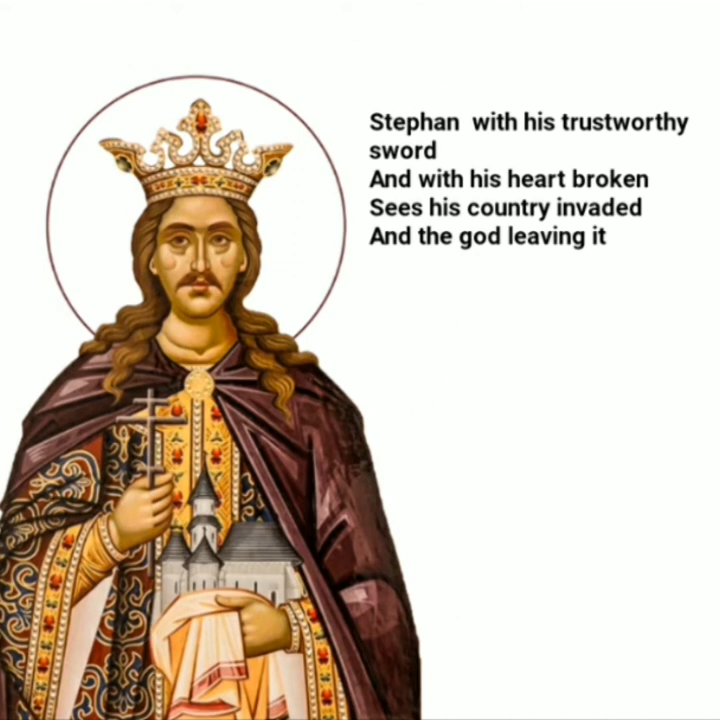 Stephan  with his trustworthy
sword
And with his heart broken
Sees his country invaded
And the god leaving it